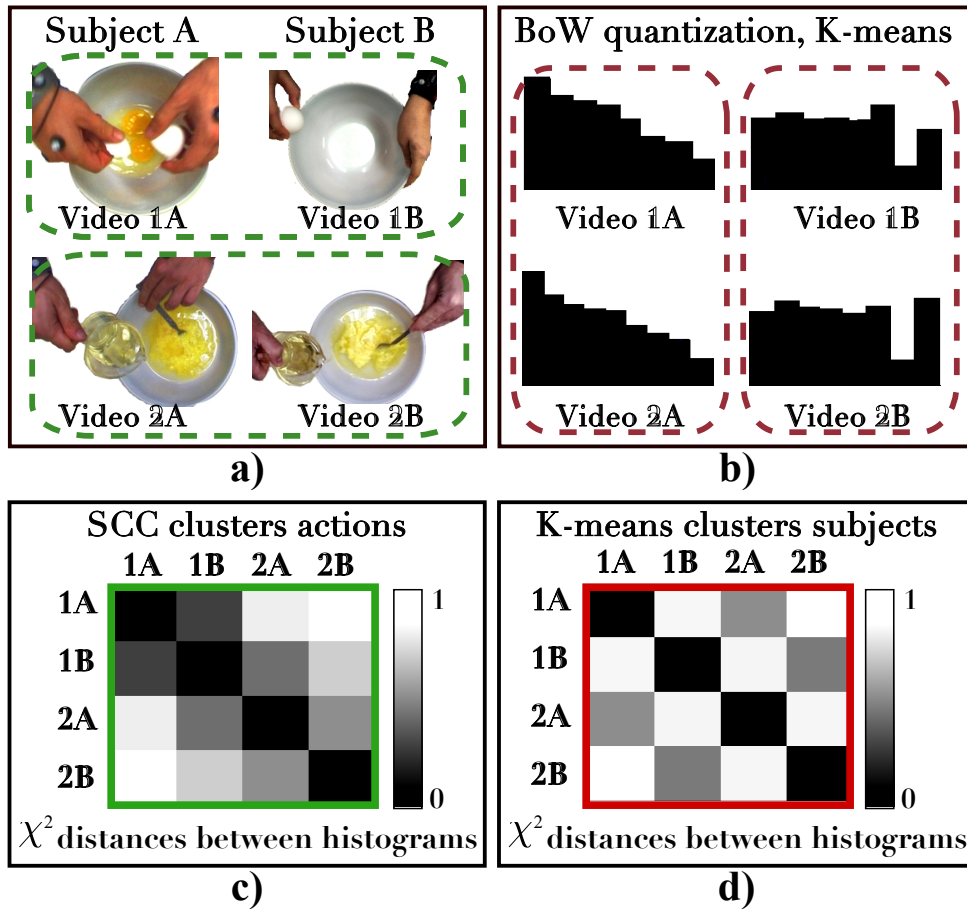 Subject A Subject B
Video 1A Video 1B
Video 2A Video 2B
a)
BoW quantization, K-means
Video 1A Video 1B
Video 2A Video 2B
b)
SCC clusters actions
1A 1B 2A 2B
1A
1B
2A
2B
1
0
χ² distances between histograms
c)
K-means clusters subjects
1A 1B 2A 2B
1A
1B
2A
2B
1
0
χ² distances between histograms
d)